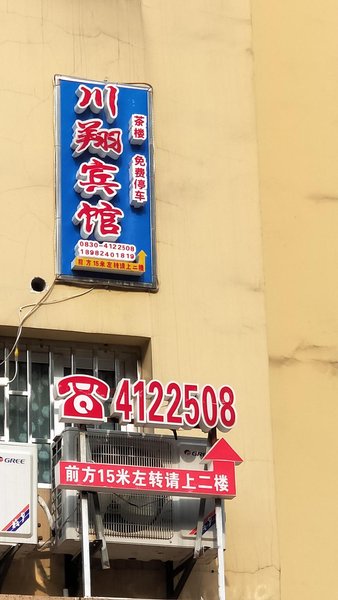 川翔宾馆
茶楼
免费停车
0830-4122508
18982401819
前方15米左转请上二楼
4122508
GREE
GREE
前方15米左转请上二楼